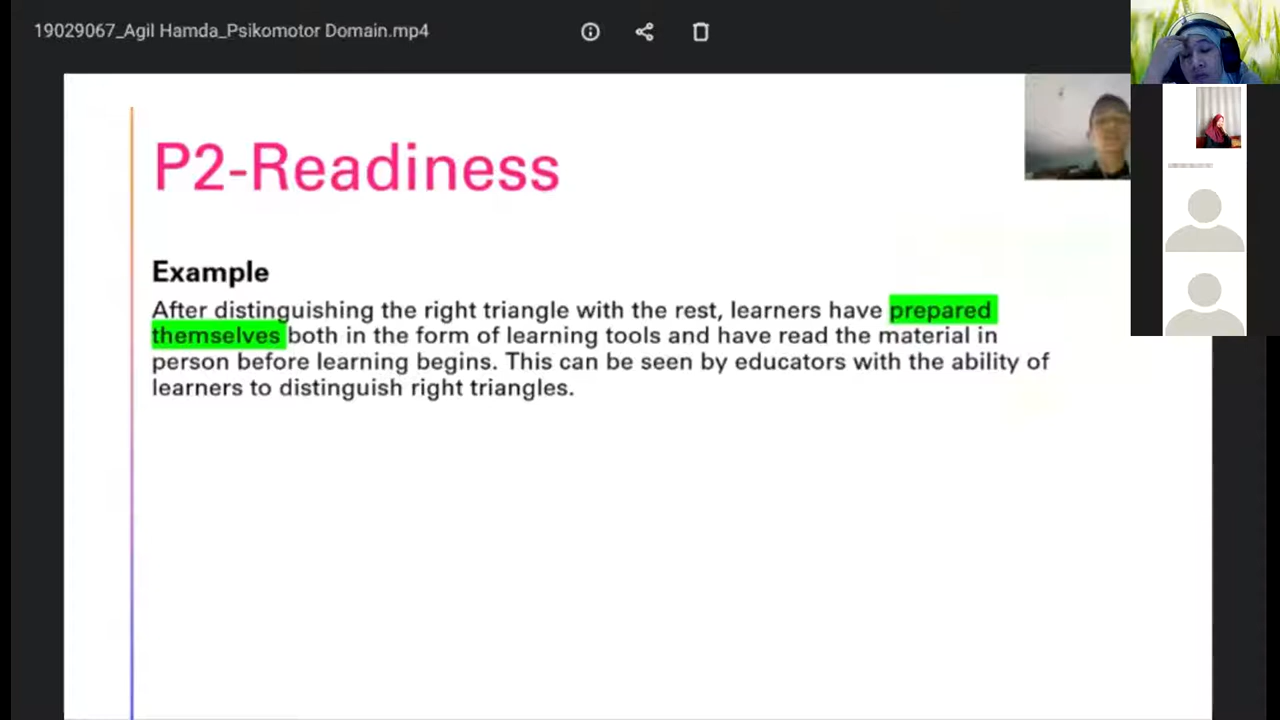 19029067_Agil Hamda_Psikomotor Domain.mp4
P2-Readiness
Example
After distinguishing the right triangle with the rest, learners have prepared
themselves both in the form of learning tools and have read the material in
person before learning begins. This can be seen by educators with the ability of
learners to distinguish right triangles.